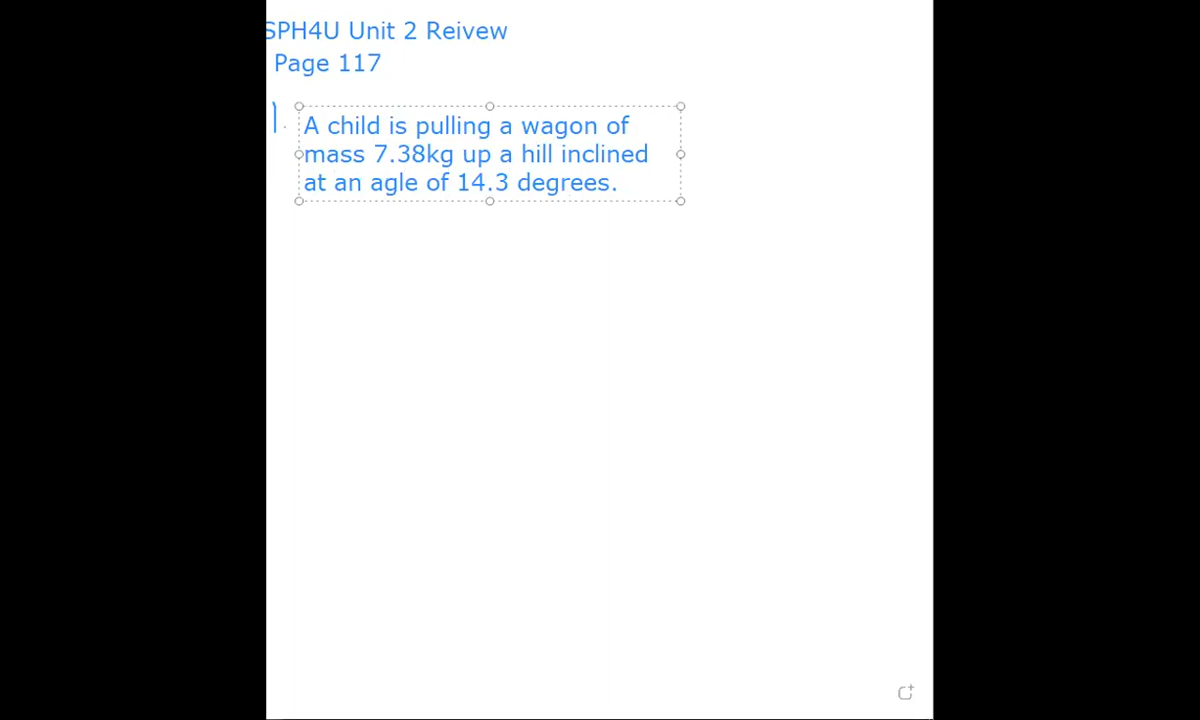 SPH4U Unit 2 Reivew
Page 117
1.
A child is pulling a wagon of
mass 7.38kg up a hill inclined
at an agle of 14.3 degrees.